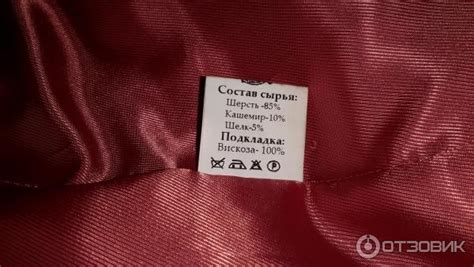 Состав сырья:
Шерсть -85%
Кашемир-10%
Шелк-5%
Подкладка:
Вискоза- 100%
ОТЗОВИК